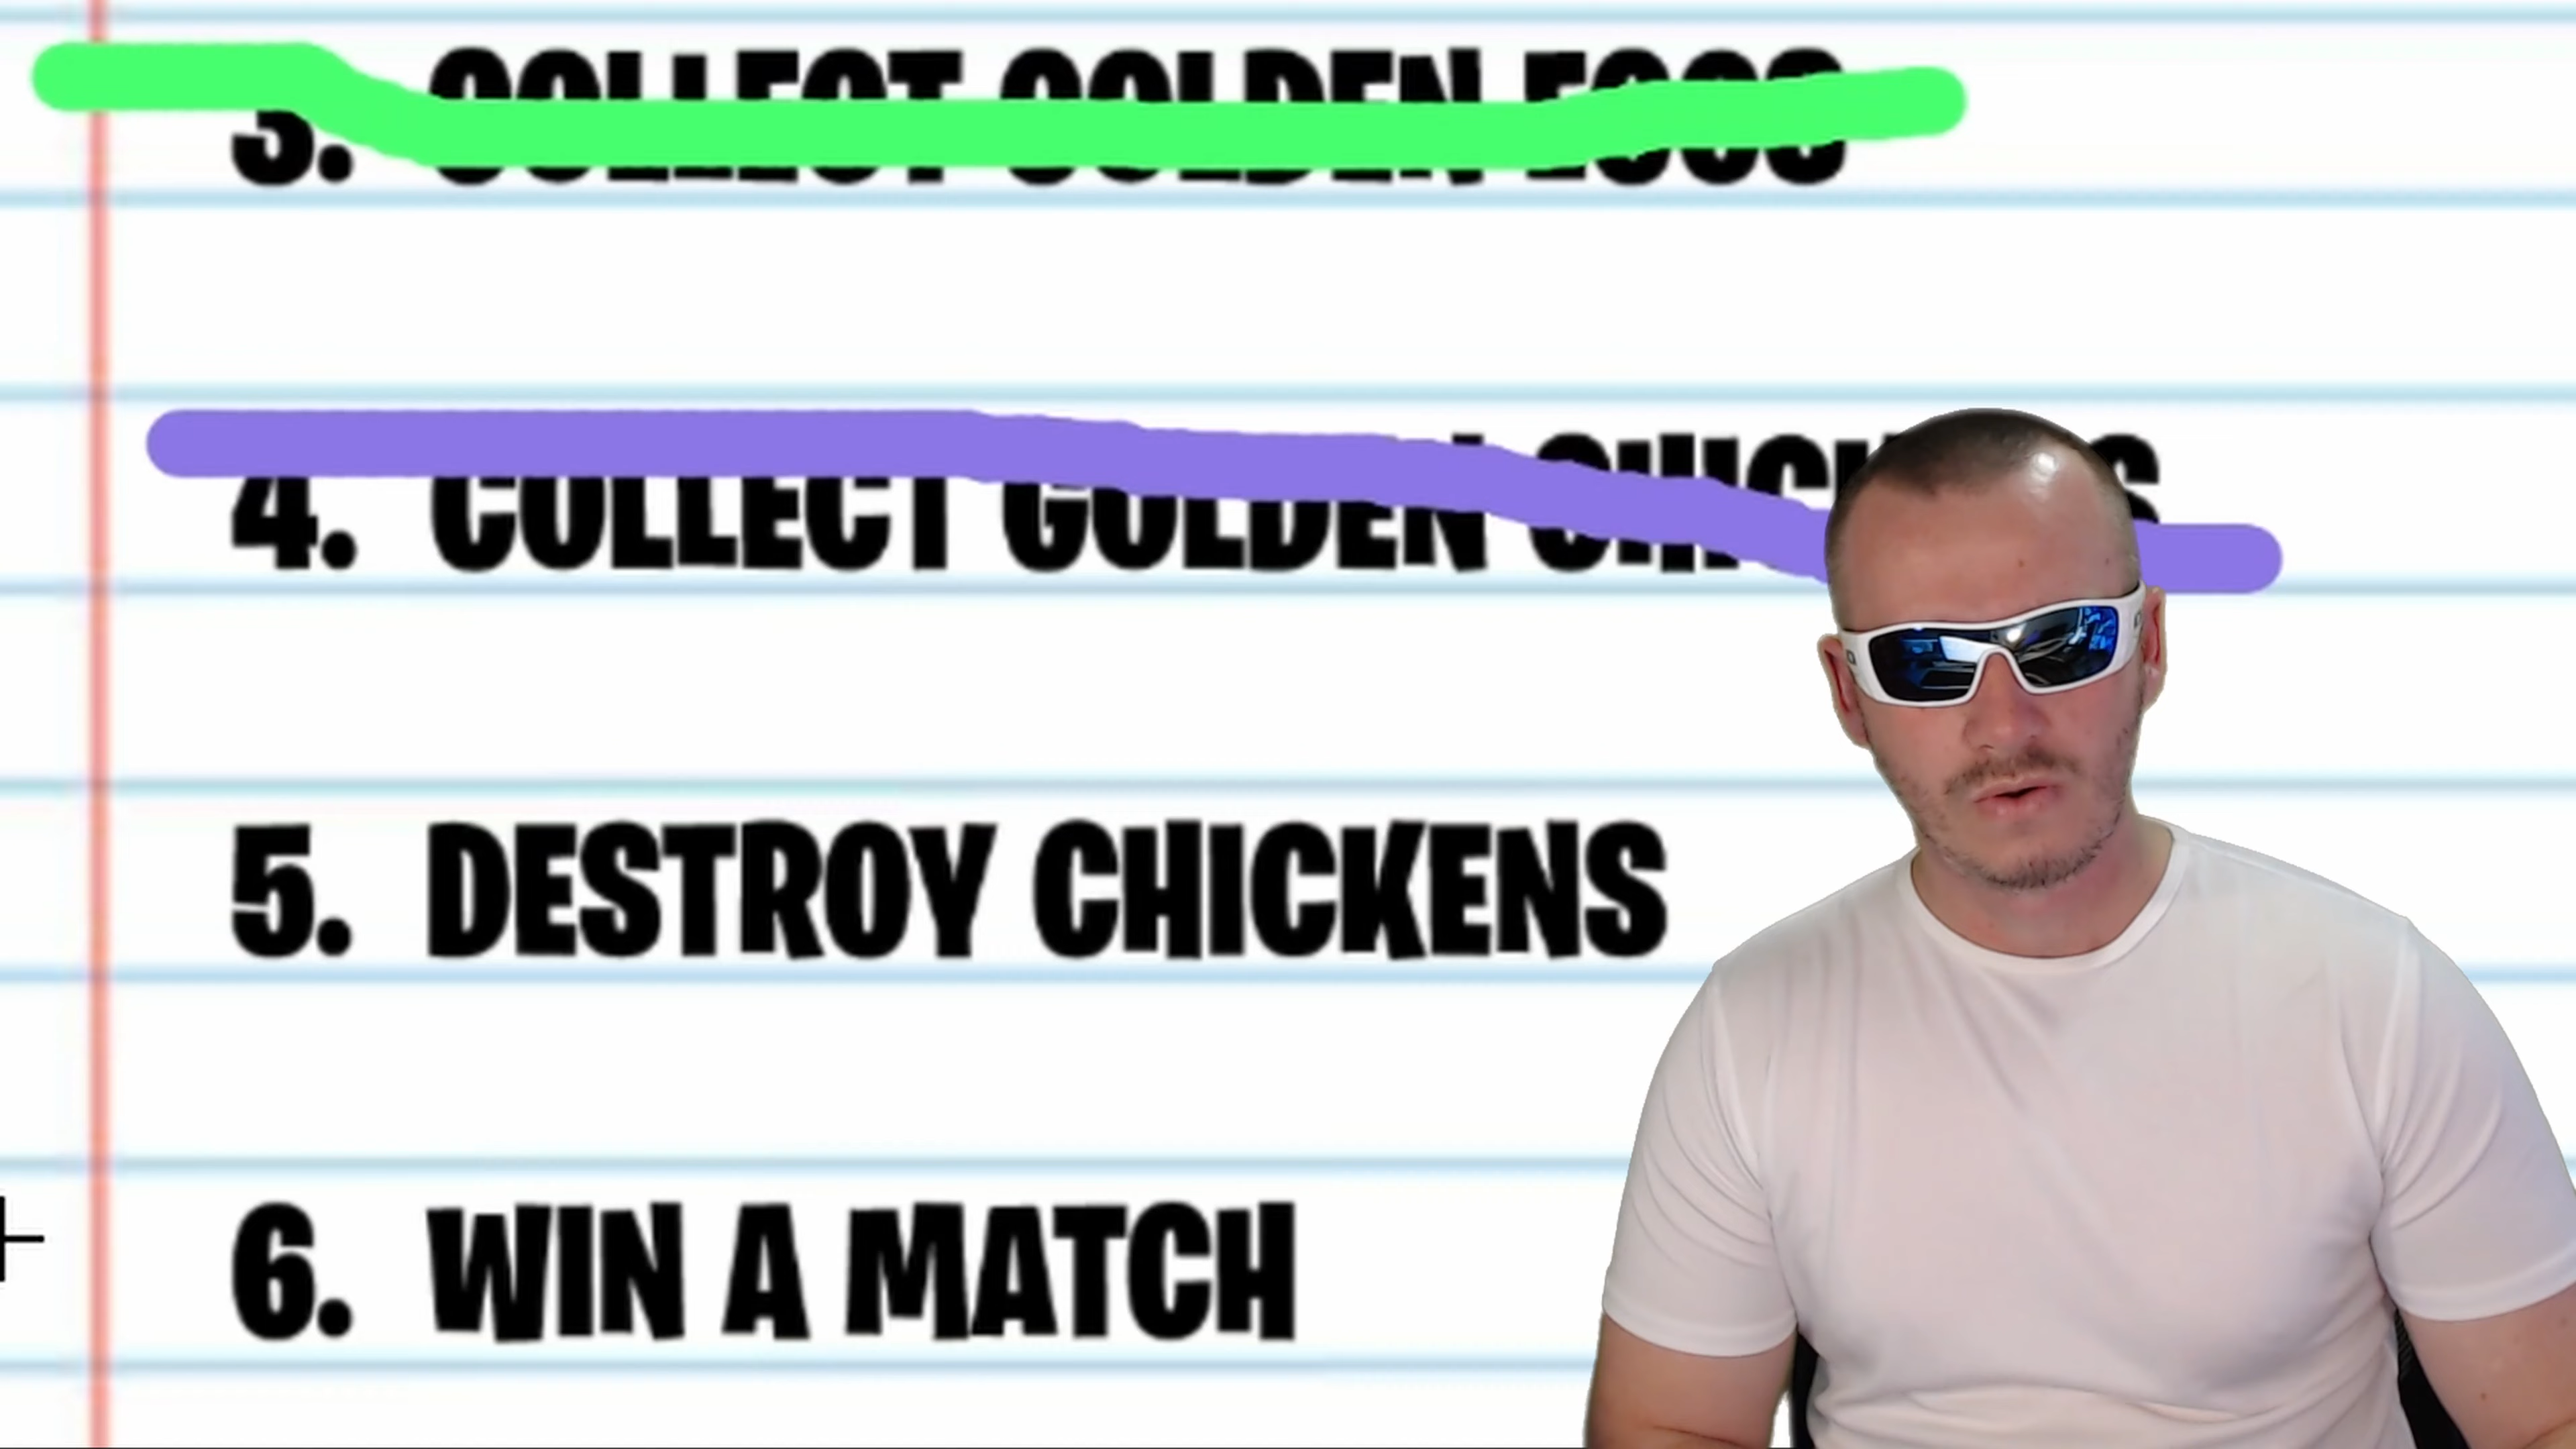 3. COLLECT GOLDEN EGGS
4. COLLECT GOLDEN
5. DESTROY CHICKENS
6. WIN A MATCH